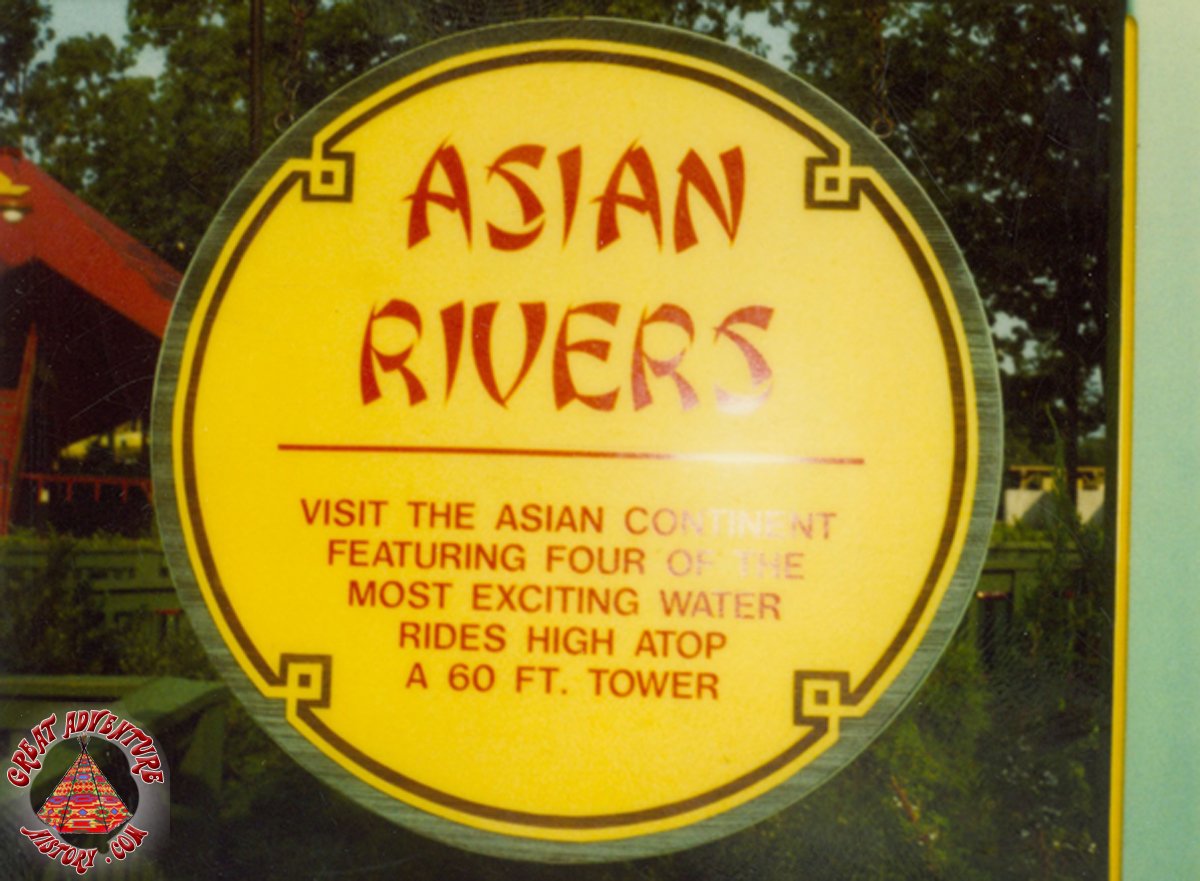 ASIAN
RIVERS
VISIT THE ASIAN CONTINENT
FEATURING FOUR OF THE
MOST EXCITING WATER
RIDES HIGH ATOP
A 60 FT. TOWER
GREAT ADVENTURE
HISTORY.COM